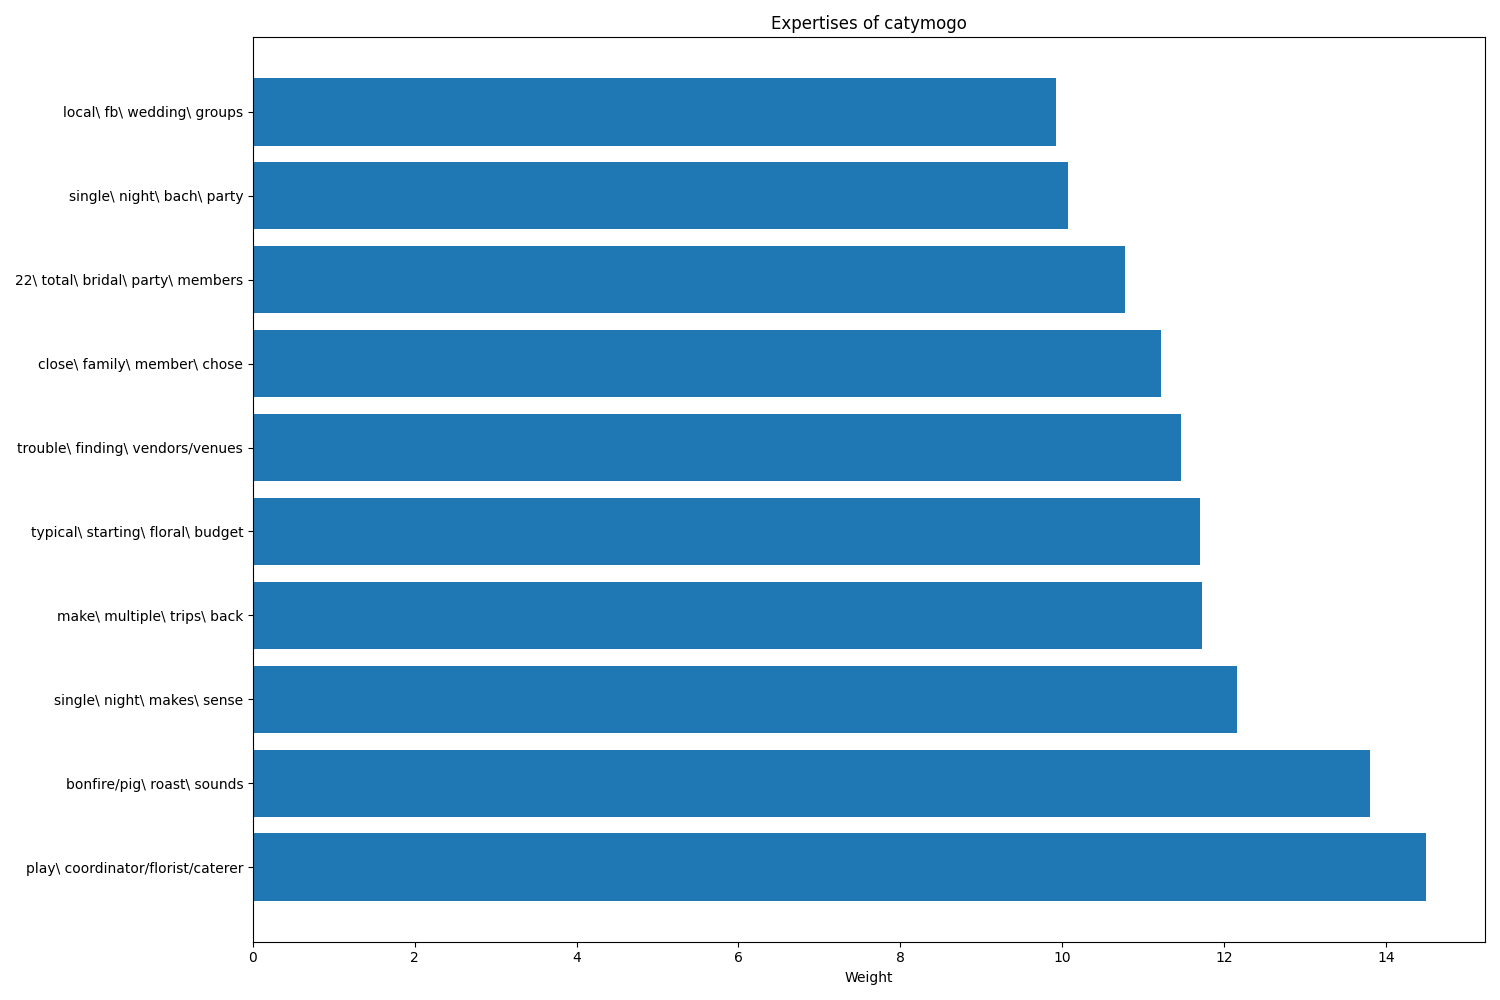 Expertises of catymogo
local\ fb\ wedding\ groups
single\ night\ bach\ party
22\ total\ bridal\ party\ members
close\ family\ member\ chose
trouble\ finding\ vendors/venues
typical\ starting\ floral\ budget
make\ multiple\ trips\ back
single\ night\ makes\ sense
bonfire/pig\ roast\ sounds
play\ coordinator/florist/caterer
0 2 4 6 8 10 12 14
Weight